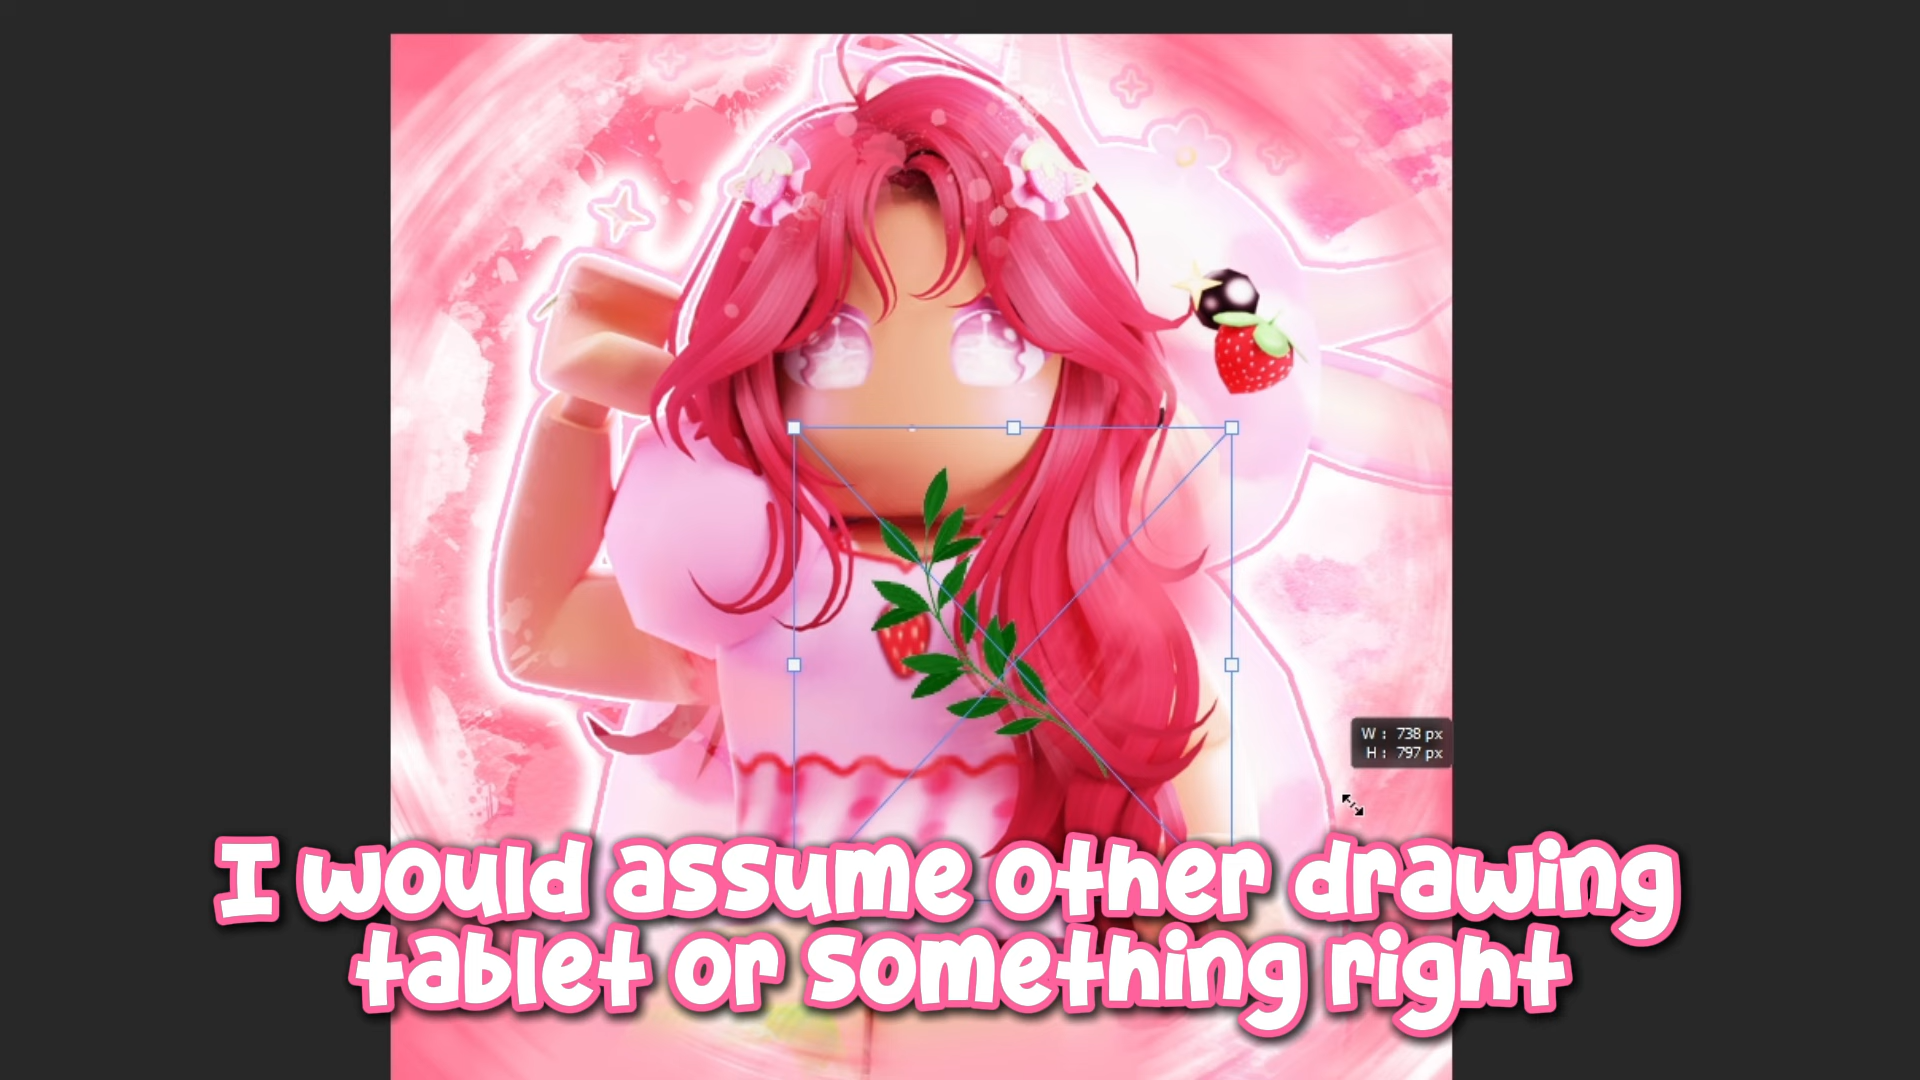 W : 738 px
H : 797 px
I would assume other drawing
tablet or something right